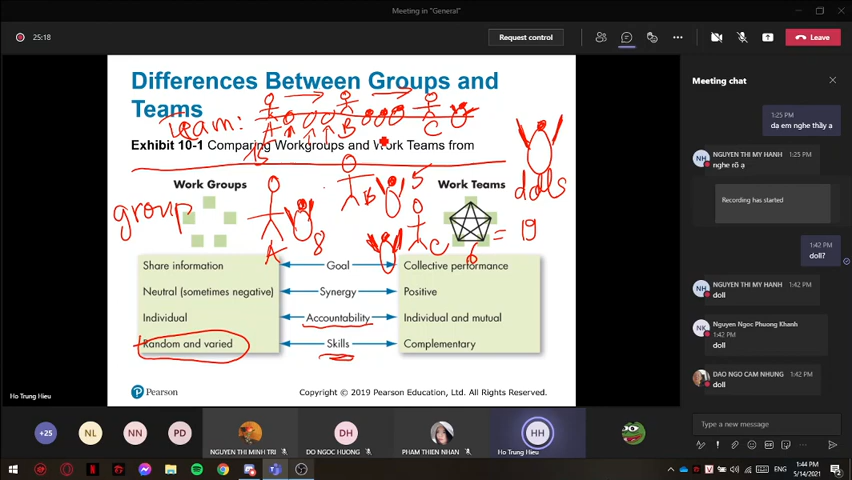 Meeting in "General"
25:18
Request control
Leave
Differences Between Groups and
Teams
Team:
A
B
C
15
Exhibit 10-1 Comparing Workgroups and Work Teams from
Work Groups
Work Teams
group
A
8
B
5
C
6
= 19
dolls
Share information
Goal
Collective performance
Neutral (sometimes negative)
Synergy
Positive
Individual
Accountability
Individual and mutual
Random and varied
Skills
Complementary
Pearson
Copyright © 2019 Pearson Education, Ltd. All Rights Reserved.
Ho Trung Hieu
Meeting chat
1:25 PM
da em nghe thầy a
NGUYEN THI MY HANH 1:25 PM
nghe rõ ạ
Recording has started
1:42 PM
doll?
NGUYEN THI MY HANH 1:42 PM
doll
Nguyen Ngoc Phuong Khanh
1:42 PM
doll
DAO NGO CAM NHUNG 1:42 PM
doll
Type a new message
+25
NL
NN
PD
NGUYEN THI MINH TRI
DH
DO NGOC HUNG
PHAM THIEN NHAN
HH
Ho Trung Hieu
1:44 PM
5/14/2021